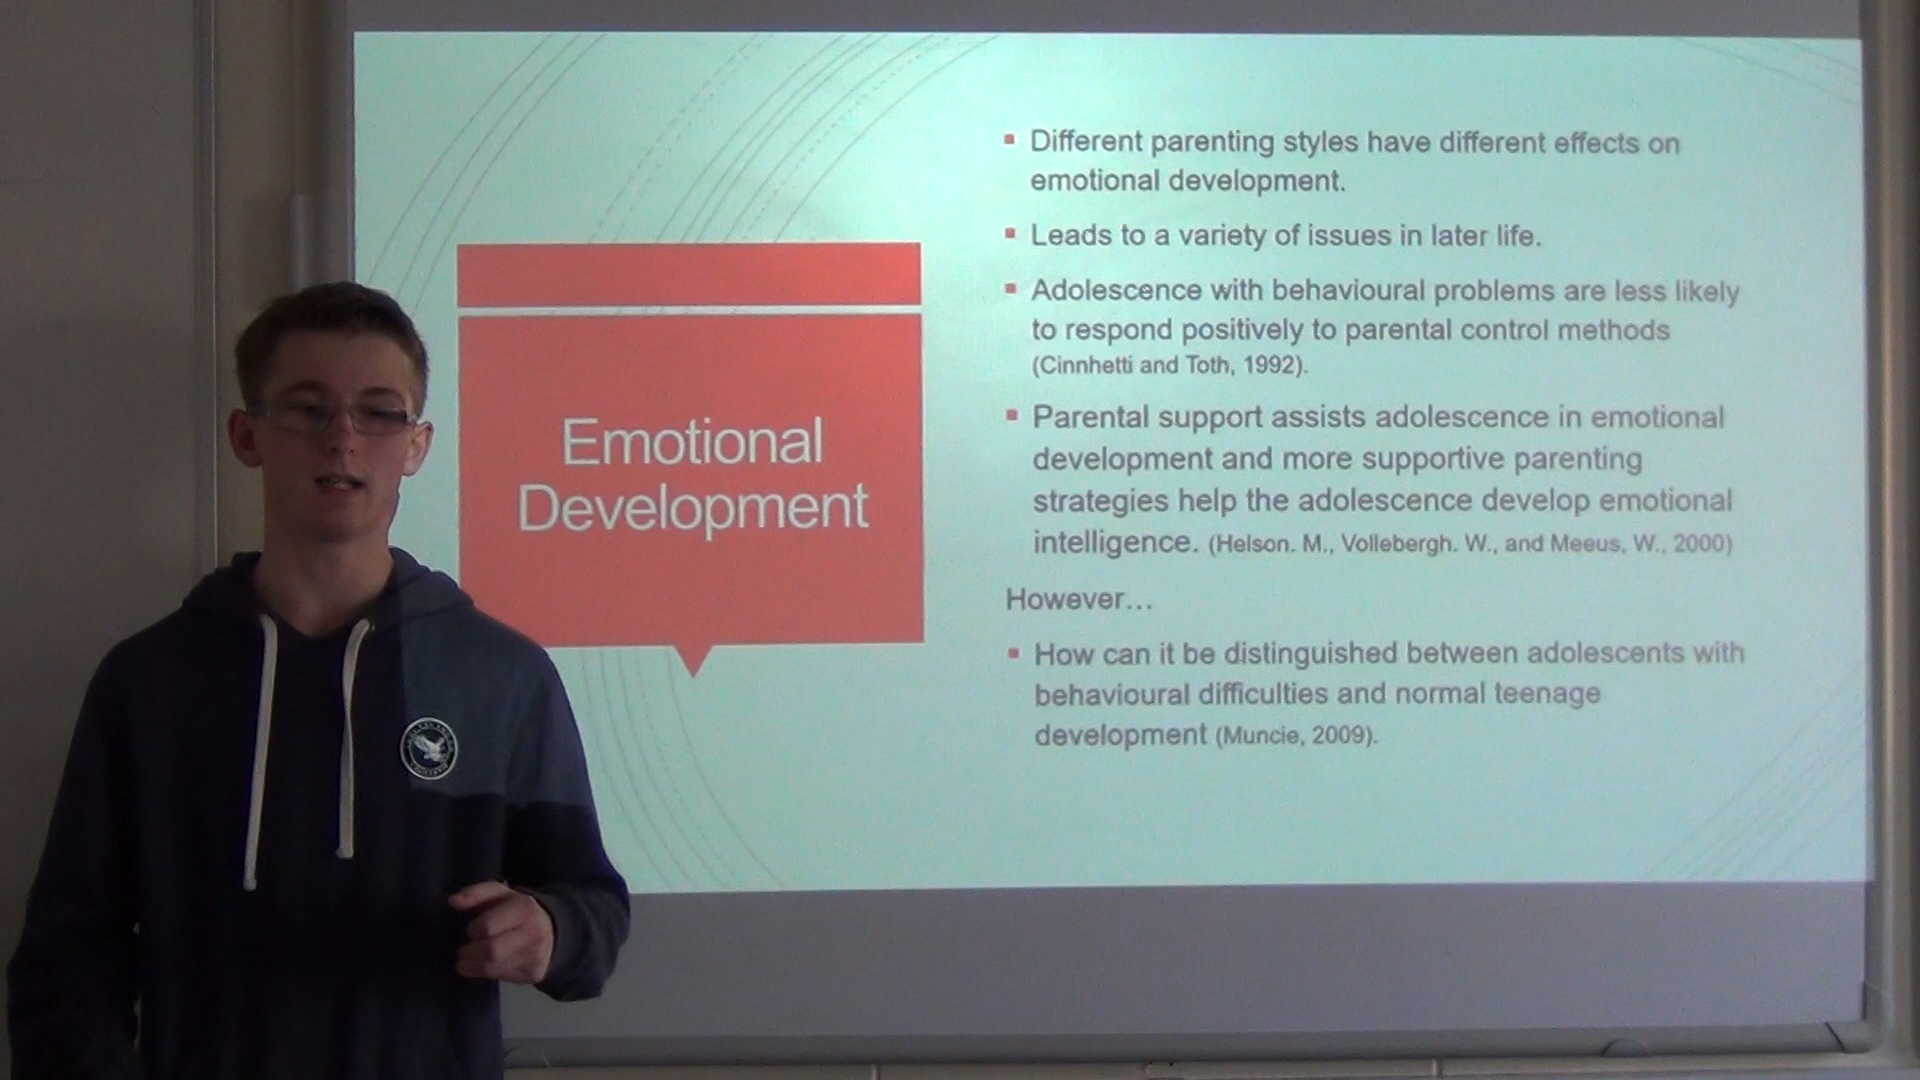 Emotional
Development
Different parenting styles have different effects on
emotional development.
Leads to a variety of issues in later life.
Adolescence with behavioural problems are less likely
to respond positively to parental control methods
(Cinnhetti and Toth, 1992).
Parental support assists adolescence in emotional
development and more supportive parenting
strategies help the adolescence develop emotional
intelligence. (Helson. M., Vollebergh. W., and Meeus, W., 2000)
However…
How can it be distinguished between adolescents with
behavioural difficulties and normal teenage
development (Muncie, 2009).